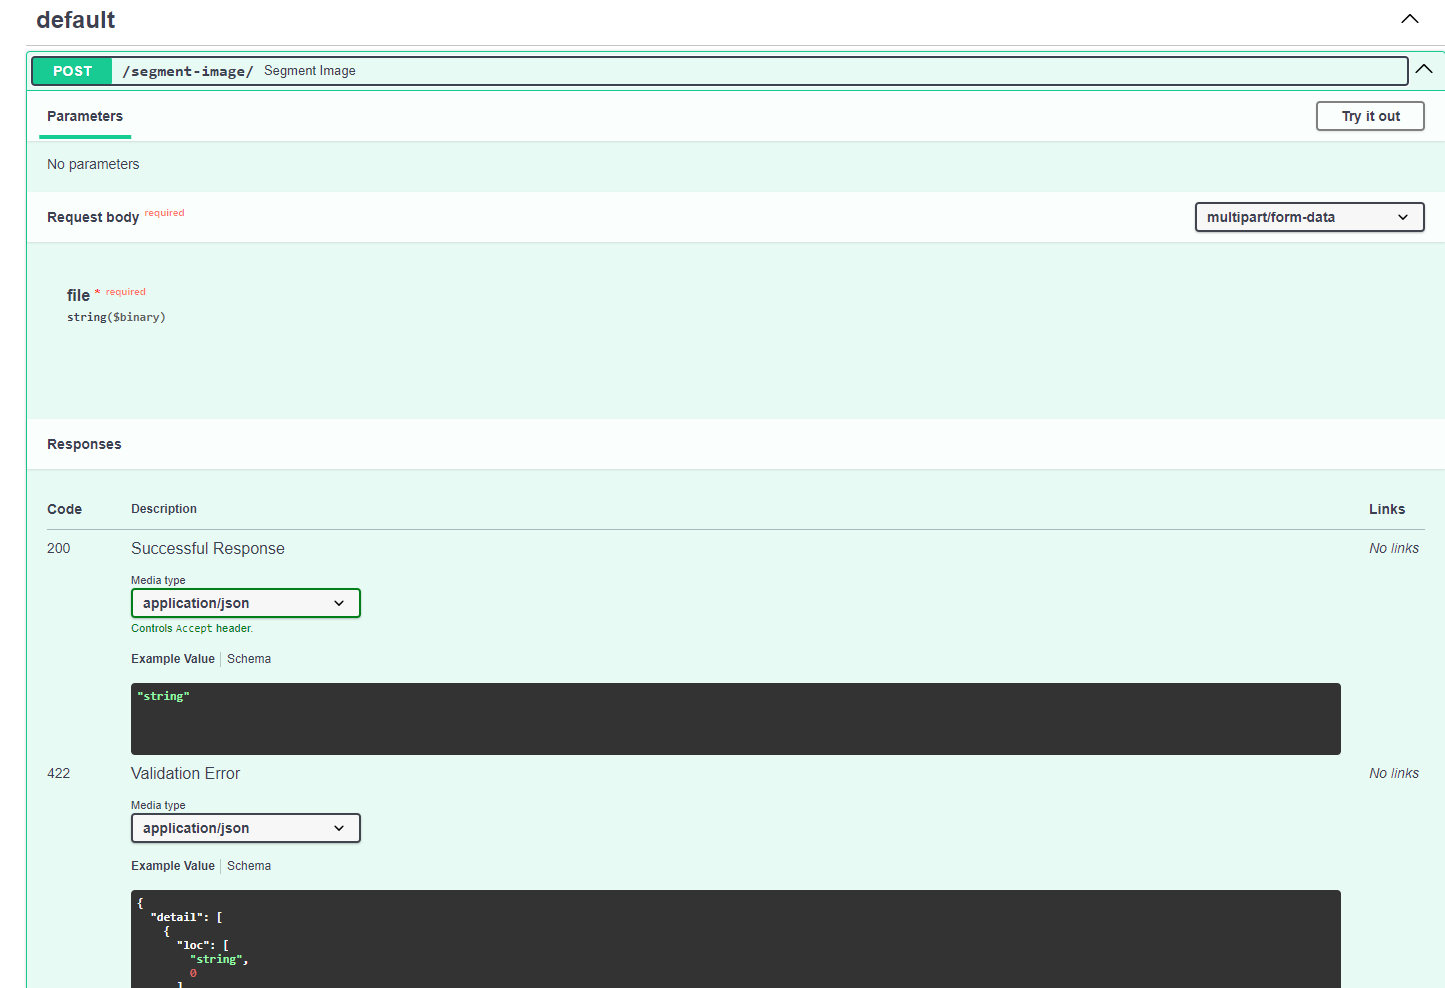 default
POST /segment-image/ Segment Image
Parameters Try it out
No parameters
Request body required multipart/form-data
file * required
string($binary)
Responses
Code Description Links
200 Successful Response No links
Media type
application/json
Controls Accept header.
Example Value Schema
"string"
422 Validation Error No links
Media type
application/json
Example Value Schema
{
"detail": [
{
"loc": [
"string",
0
]